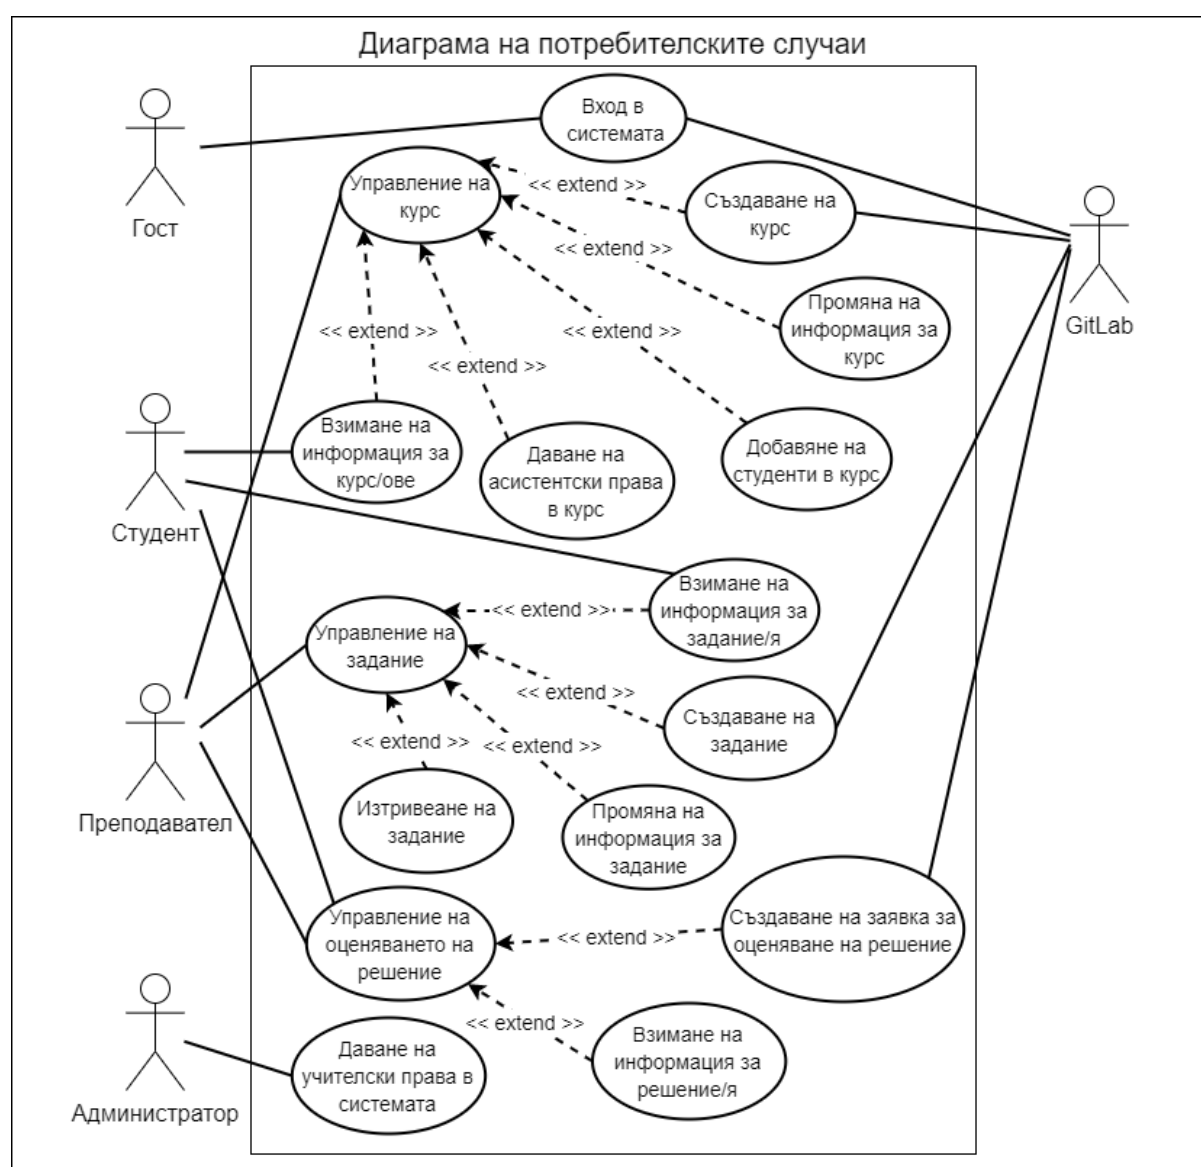 Диаграма на потребителските случаи
Вход в
системата
Управление на
курс
<< extend >>
Създаване на
курс
Гост
<< extend >>
Промяна на
информация за
курс
GitLab
<< extend >>
<< extend >>
<< extend >>
Взимане на
информация за
курс/ове
Даване на
асистентски права
в курс
Добавяне на
студенти в курс
Студент
Взимане на
информация за
задание/я
<< extend >>
Управление на
задание
<< extend >>
Създаване на
задание
<< extend >>
<< extend >>
Преподавател
Изтривеане на
задание
Промяна на
информация за
задание
Управление на
оценяването на
решение
<< extend >>
Създаване на заявка за
оценяване на решение
<< extend >>
Взимане на
информация за
решение/я
Даване на
учителски права в
системата
Администратор